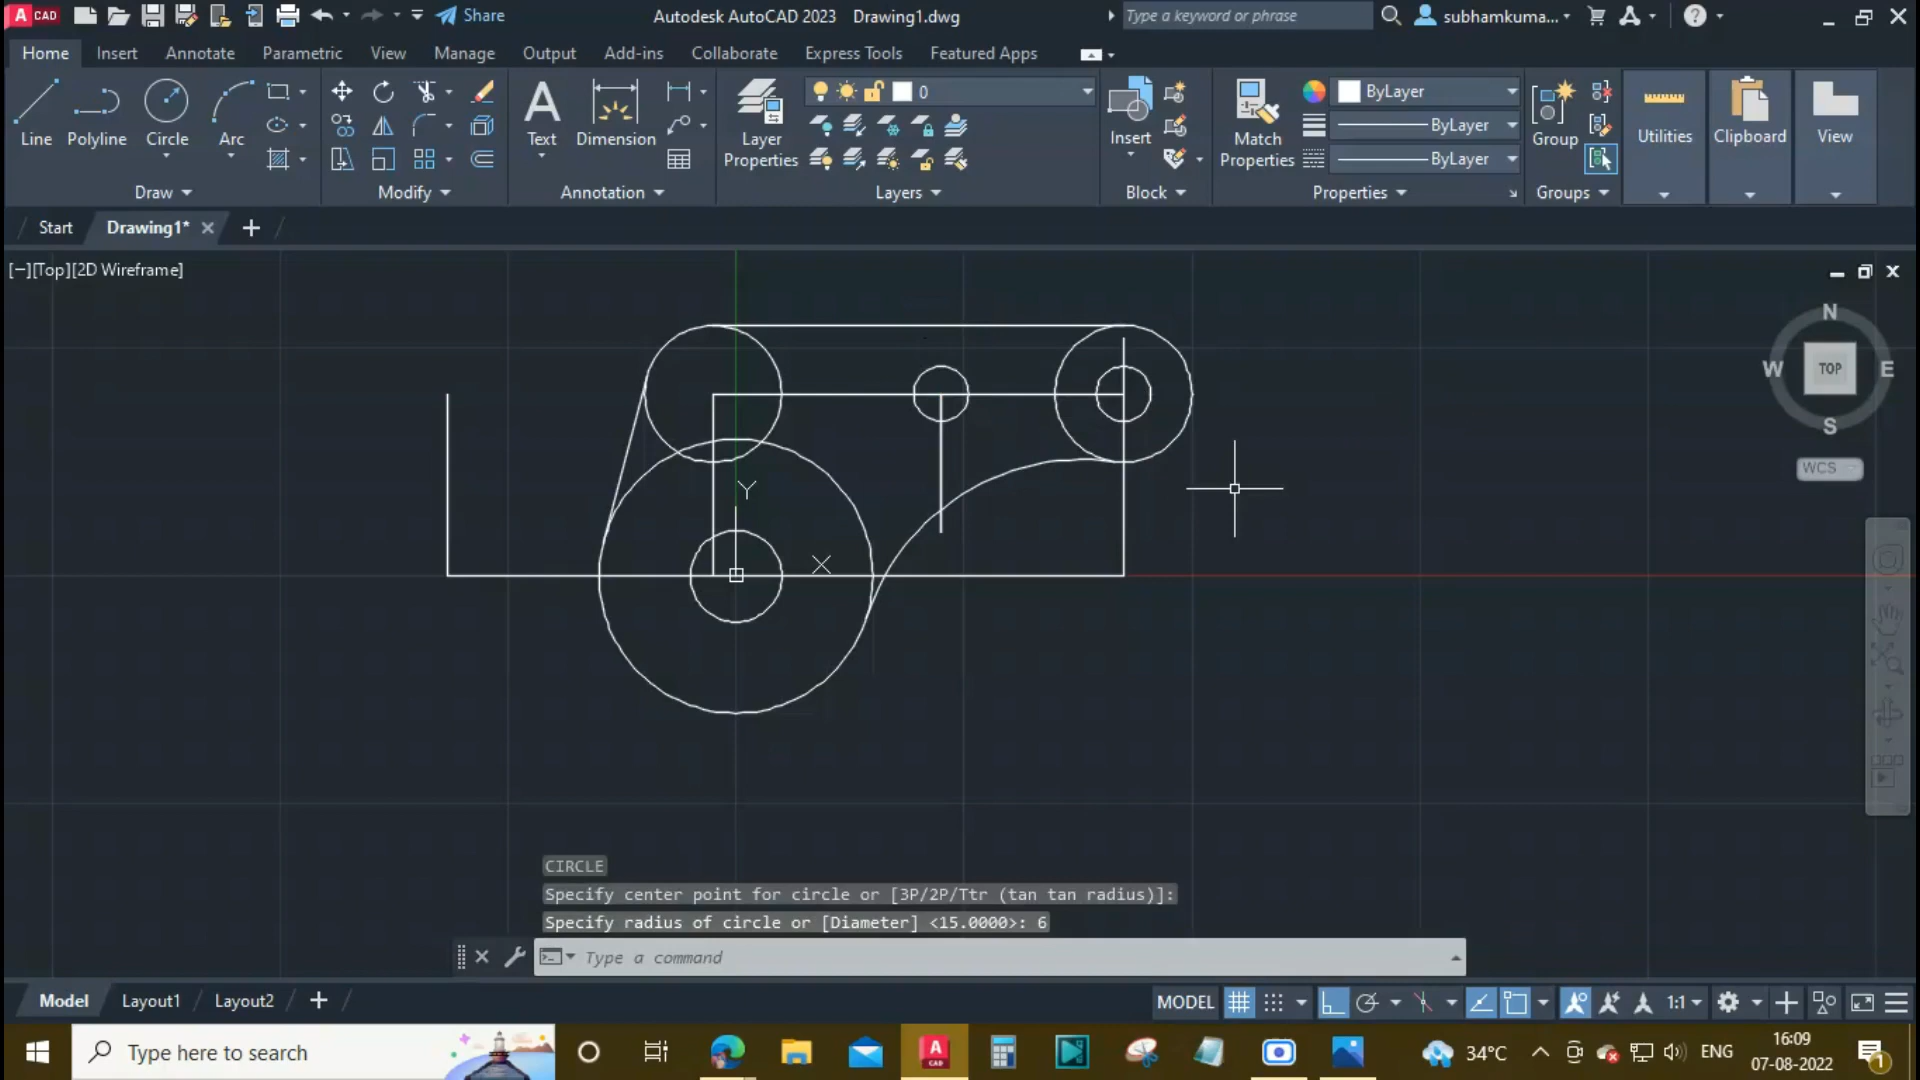 A CAD
Share
Autodesk AutoCAD 2023 Drawing1.dwg
Type a keyword or phrase
subhamkuma...
Home Insert Annotate Parametric View Manage Output Add-ins Collaborate Express Tools Featured Apps
Line
Polyline
Circle
Arc
Text
Dimension
Layer
Properties
0
Insert
Match
Properties
ByLayer
ByLayer
ByLayer
Group
Utilities
Clipboard
View
Draw
Modify
Annotation
Layers
Block
Properties
Groups
Start
Drawing1*
[−][Top][2D Wireframe]
N
W
TOP
E
S
WCS
Y
X
CIRCLE
Specify center point for circle or [3P/2P/Ttr (tan tan radius)]:
Specify radius of circle or [Diameter] <15.0000>: 6
Type a command
Model
Layout1
Layout2
MODEL
1:1
Type here to search
A
CAD
34°C
ENG
16:09
07-08-2022
1